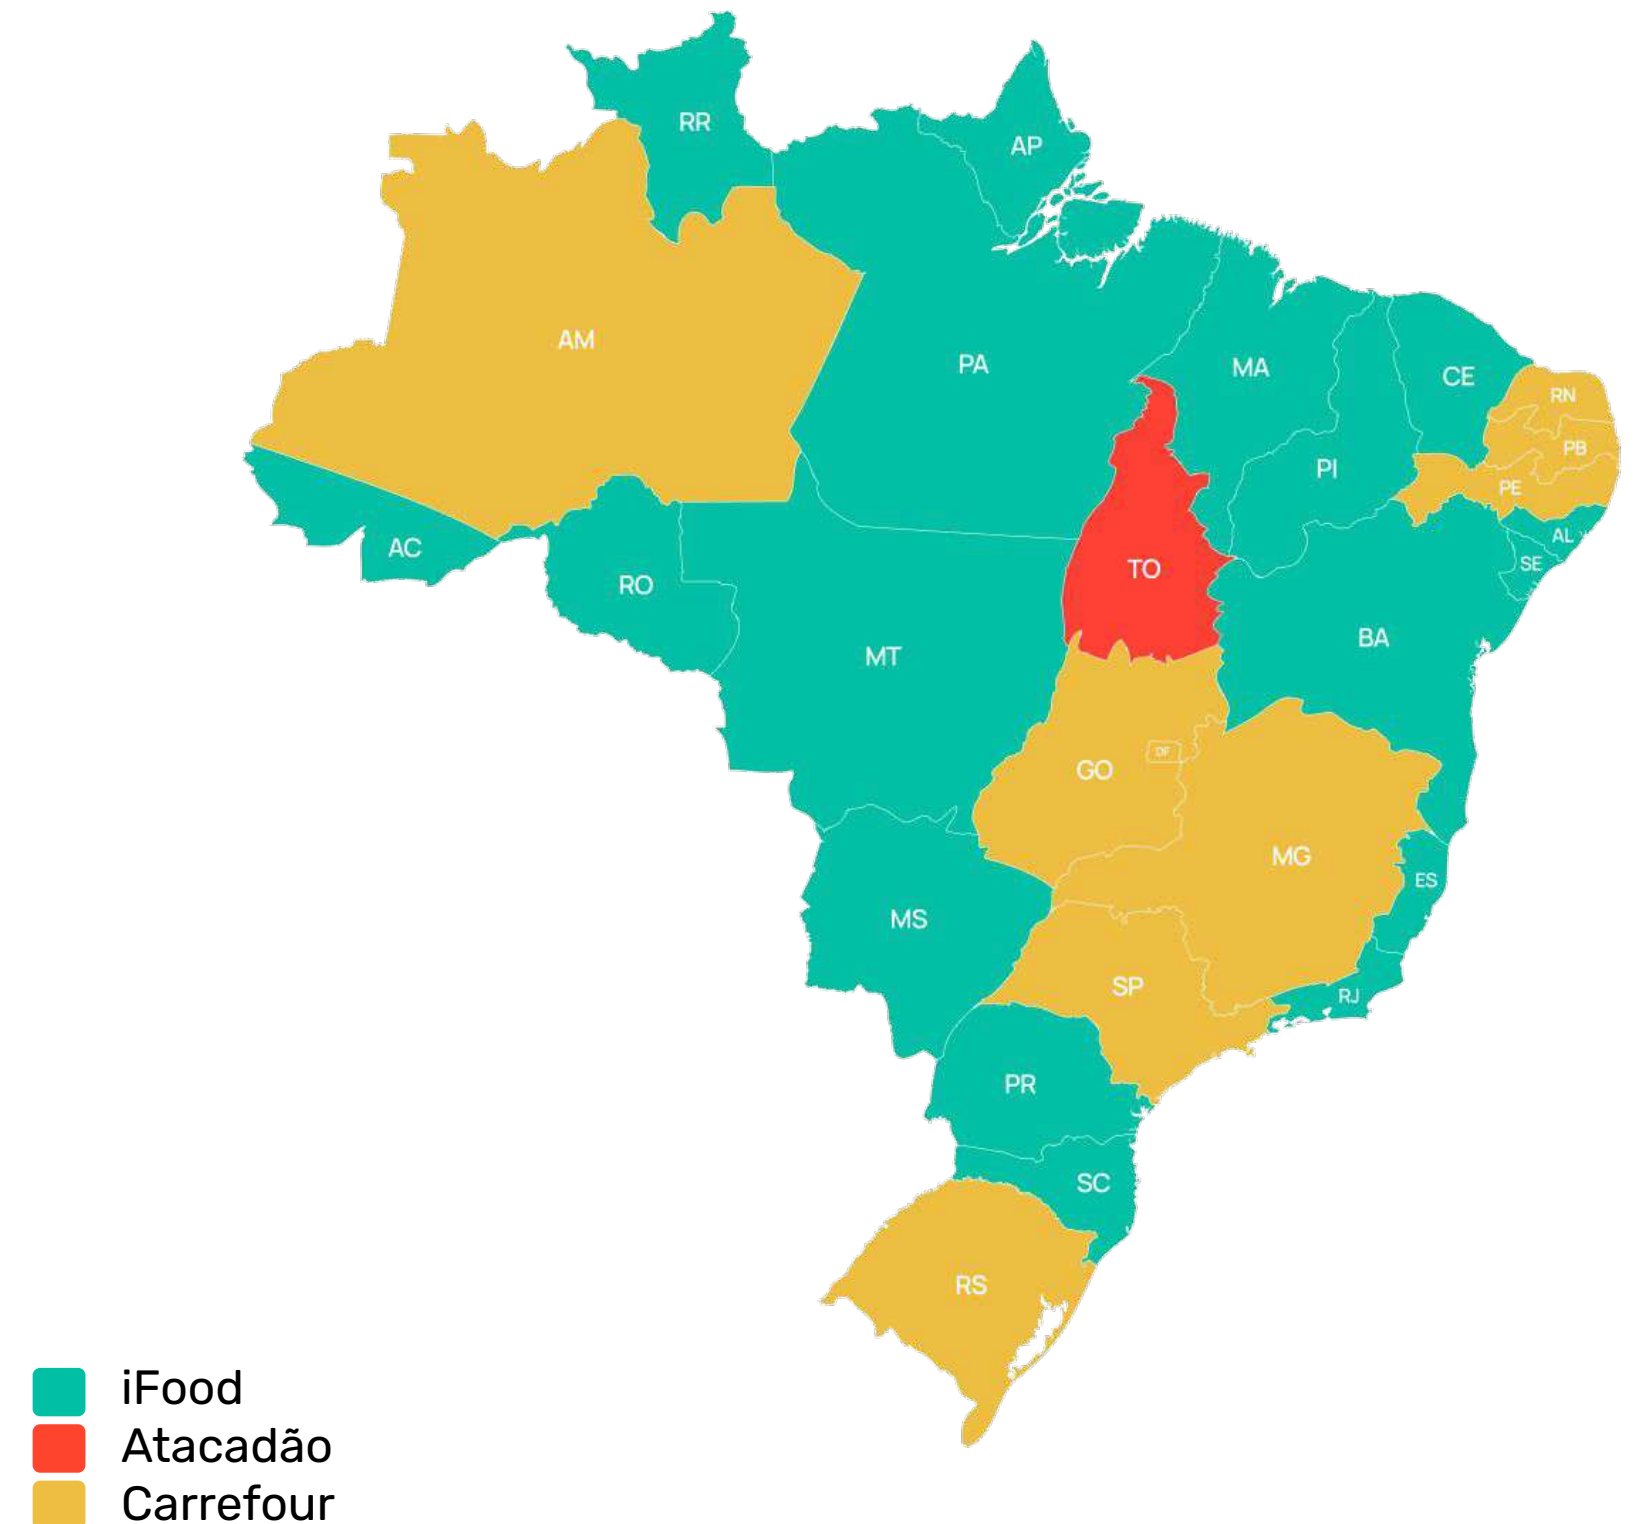 RR
AP
AM
PA
MA
CE
RN
PB
PI
PE
AL
AC
SE
TO
RO
BA
MT
DF
GO
MG
ES
MS
SP
RJ
PR
SC
RS
iFood
Atacadão
Carrefour